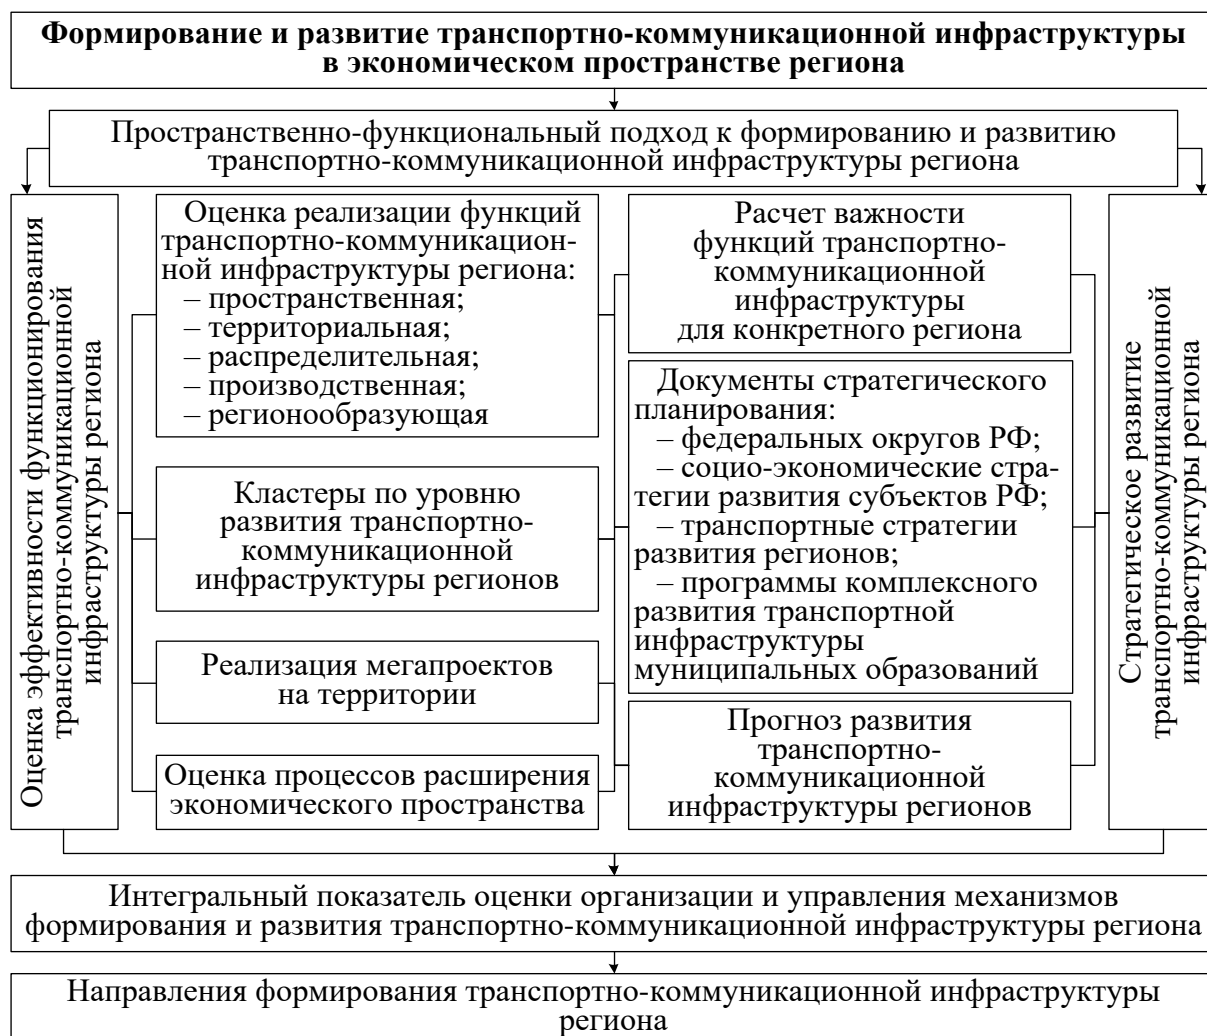 Формирование и развитие транспортно-коммуникационной инфраструктуры
в экономическом пространстве региона
Пространственно-функциональный подход к формированию и развитию
транспортно-коммуникационной инфраструктуры региона
Оценка эффективности функционирования
транспортно-коммуникационной
инфраструктуры региона
Оценка реализации функций
транспортно-коммуникацион-
ной инфраструктуры региона:
– пространственная;
– территориальная;
– распределительная;
– производственная;
– регионообразующая
Кластеры по уровню
развития транспортно-
коммуникационной
инфраструктуры регионов
Реализация мегапроектов
на территории
Оценка процессов расширения
экономического пространства
Расчет важности
функций транспортно-
коммуникационной
инфраструктуры
для конкретного региона
Документы стратегического
планирования:
– федеральных округов РФ;
– социо-экономические стра-
тегии развития субъектов РФ;
– транспортные стратегии
развития регионов;
– программы комплексного
развития транспортной
инфраструктуры
муниципальных образований
Прогноз развития
транспортно-
коммуникационной
инфраструктуры регионов
Стратегическое развитие
транспортно-коммуникационной
инфраструктуры региона
Интегральный показатель оценки организации и управления механизмов
формирования и развития транспортно-коммуникационной инфраструктуры региона
Направления формирования транспортно-коммуникационной инфраструктуры
региона